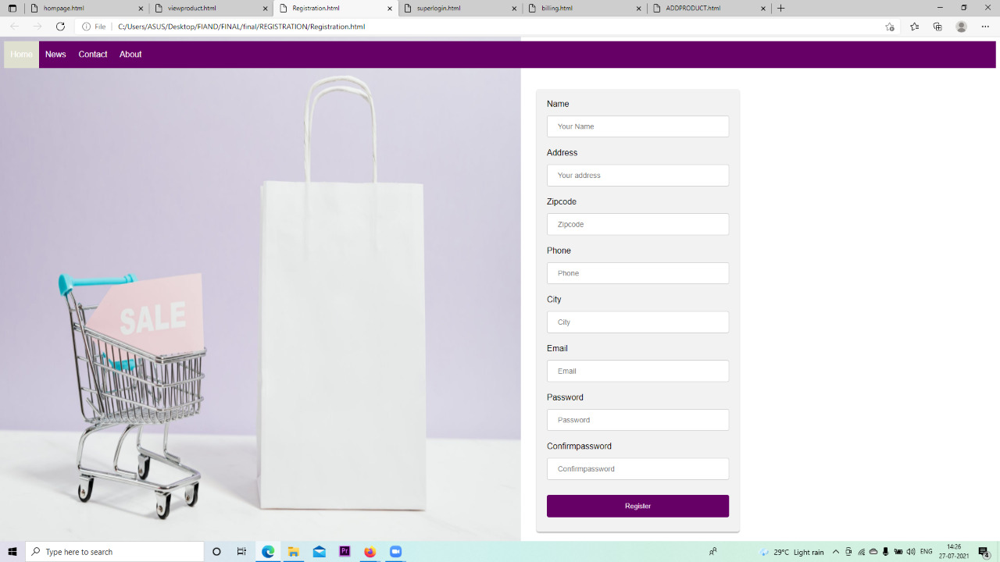 hompage.html
viewproduct.html
Registration.html
superlogin.html
billing.html
ADDPRODUCT.html
File | C:/Users/ASUS/Desktop/FIAND/FINAL/final/REGISTRATION/Registration.html
Home News Contact About
SALE
Name
Your Name
Address
Your address
Zipcode
Zipcode
Phone
Phone
City
City
Email
Email
Password
Password
Confirmpassword
Confirmpassword
Register
Type here to search
Pr
29°C Light rain
ENG
14:26
27-07-2021
4